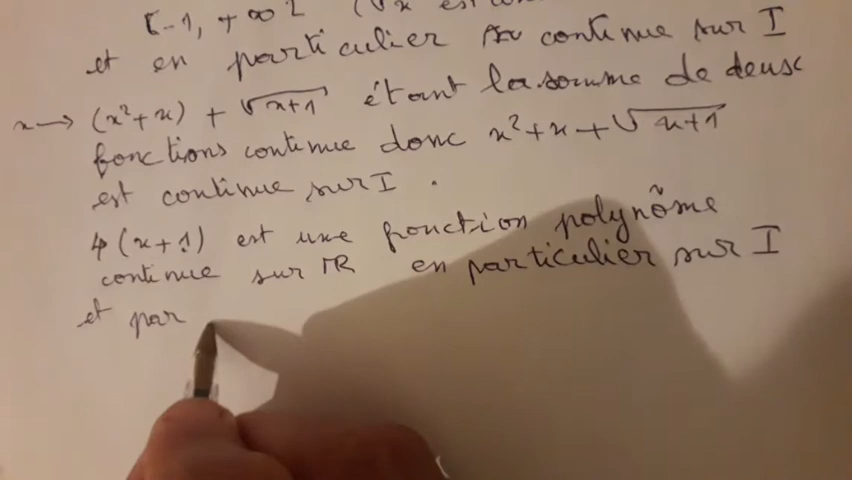 [-1, +∞[ (√x est con
et en particulier continue sur I
x → (x²+x) + √x+1 étant la somme de deux
fonctions continue donc x²+x+√x+1
est continue sur I.
4(x+1) est une fonction polynôme
continue sur ℝ en particulier sur I
et par